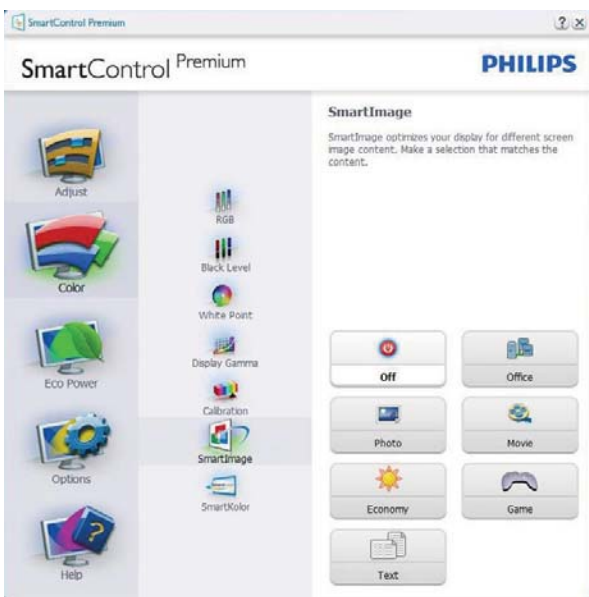 SmartControl Premium
SmartControl Premium
PHILIPS
Adjust
Color
Eco Power
Options
Help
RGB
Black Level
White Point
Display Gamma
Calibration
SmartImage
SmartKolor
SmartImage
SmartImage optimizes your display for different screen
image content. Make a selection that matches the
content.
Off
Office
Photo
Movie
Economy
Game
Text